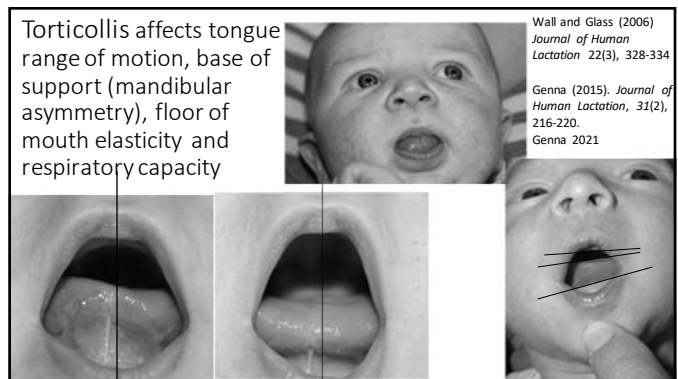 Torticollis affects tongue
range of motion, base of
support (mandibular
asymmetry), floor of
mouth elasticity and
respiratory capacity
Wall and Glass (2006)
Journal of Human
Lactation 22(3), 328-334
Genna (2015). Journal of
Human Lactation, 31(2),
216-220.
Genna 2021